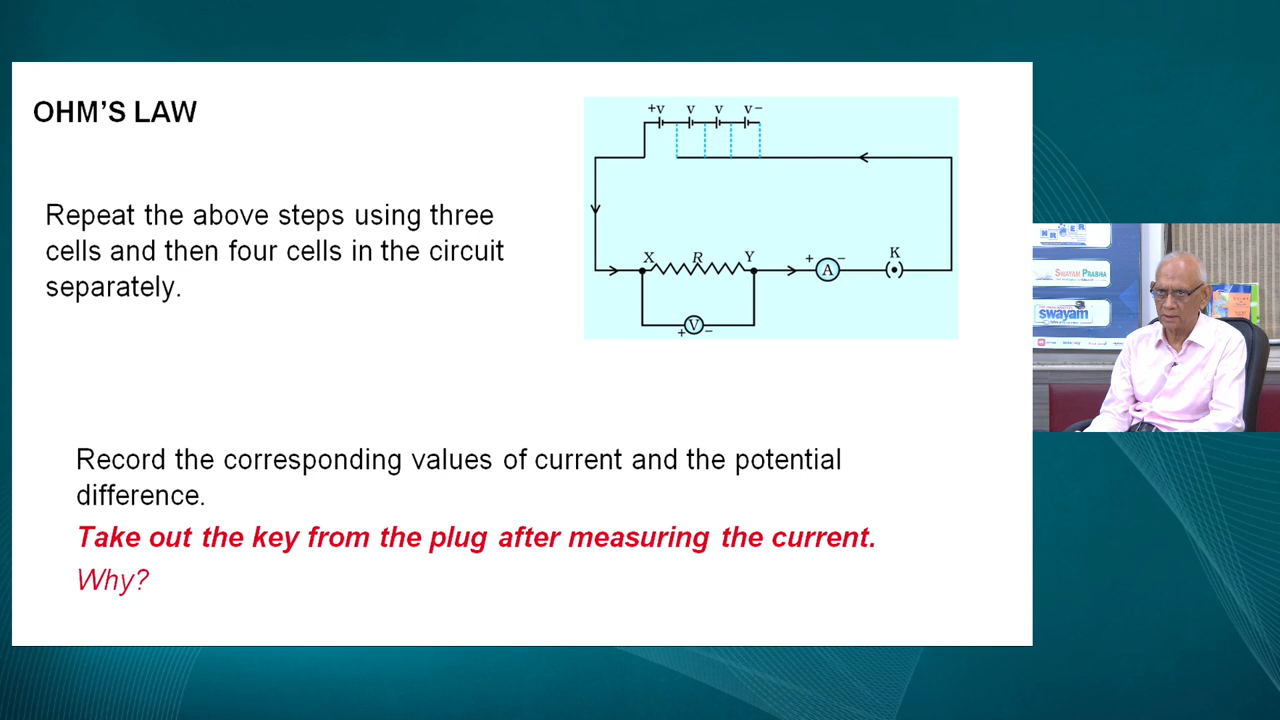 OHM'S LAW
+v v v v−
Repeat the above steps using three
cells and then four cells in the circuit
separately.
X R Y + − K
A
V
+ −
SWAYAM PRABHA
swayam
Record the corresponding values of current and the potential
difference.
Take out the key from the plug after measuring the current.
Why?